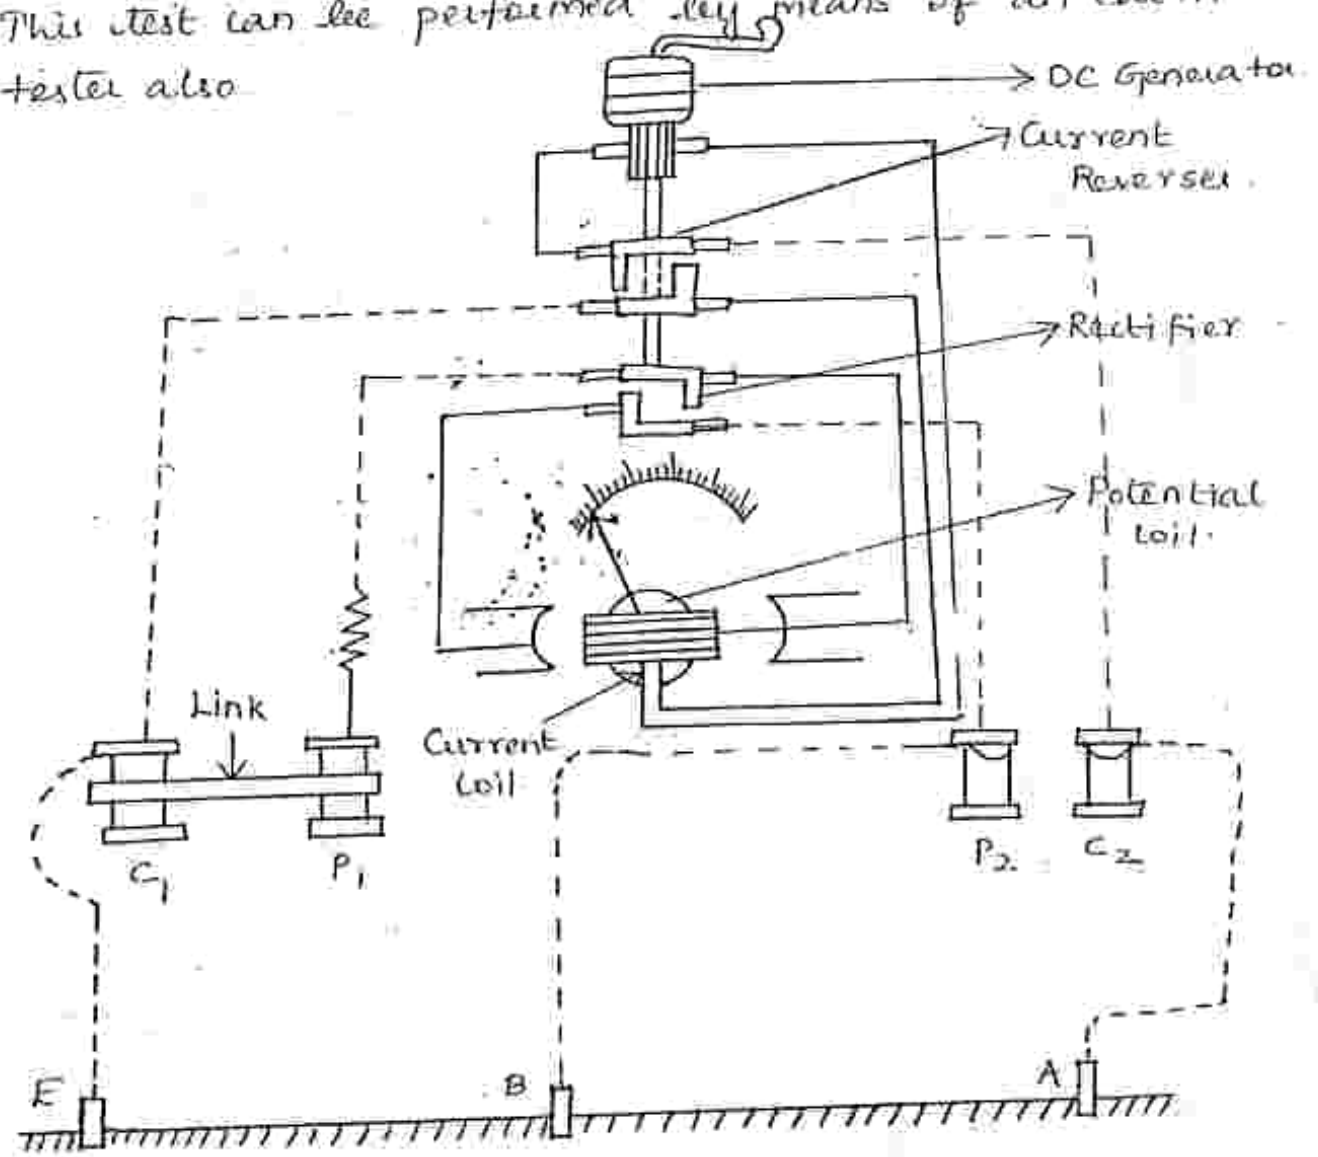 This test can be performed by means of an
tester also
DC Generator
Current
Reverser.
Rectifier
Potential
coil.
Link
Current
coil
C1
P1
P2
C2
E
B
A